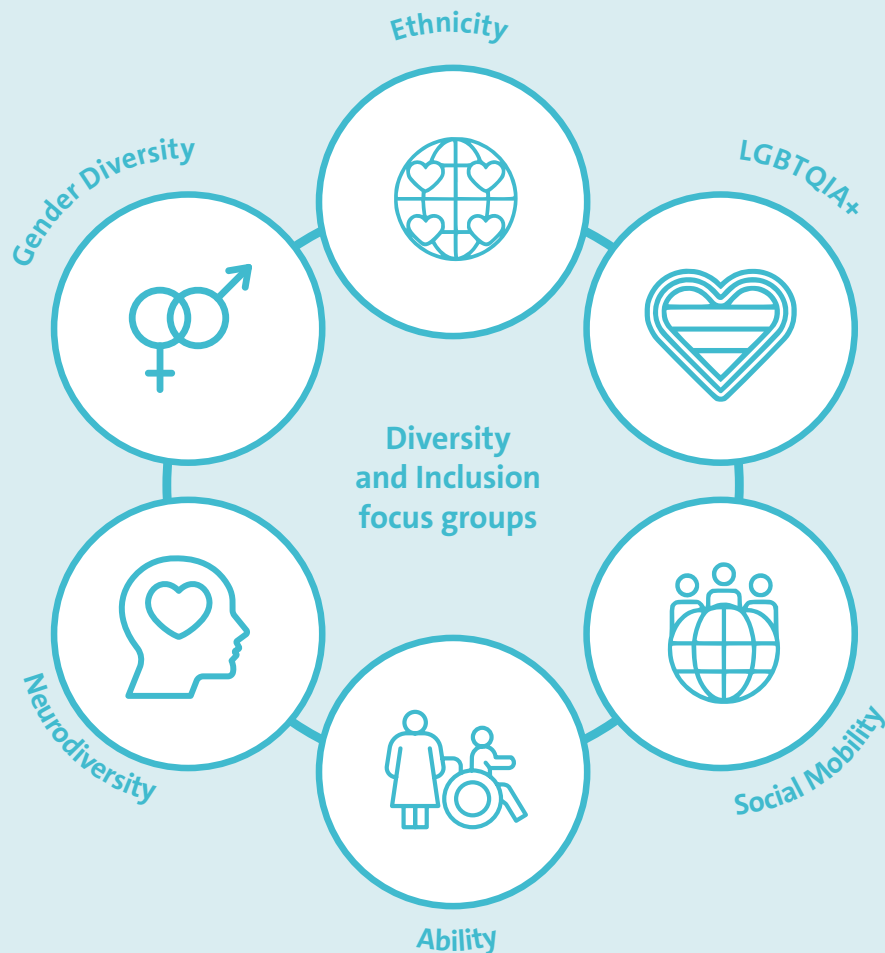 Ethnicity
Gender Diversity
LGBTQIA+
Diversity
and Inclusion
focus groups
Neurodiversity
Social Mobility
Ability